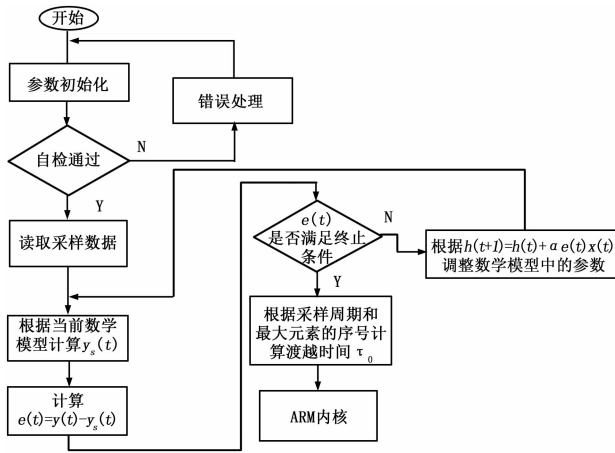 开始
参数初始化
错误处理
自检通过
N
Y
读取采样数据
根据当前数学
模型计算yₛ(t)
计算
e(t)=y(t)-yₛ(t)
e(t)
是否满足终止
条件
N
Y
根据h(t+1)=h(t)+αe(t)x(t)
调整数学模型中的参数
根据采样周期和
最大元素的序号计
算渡越时间τ₀
ARM内核